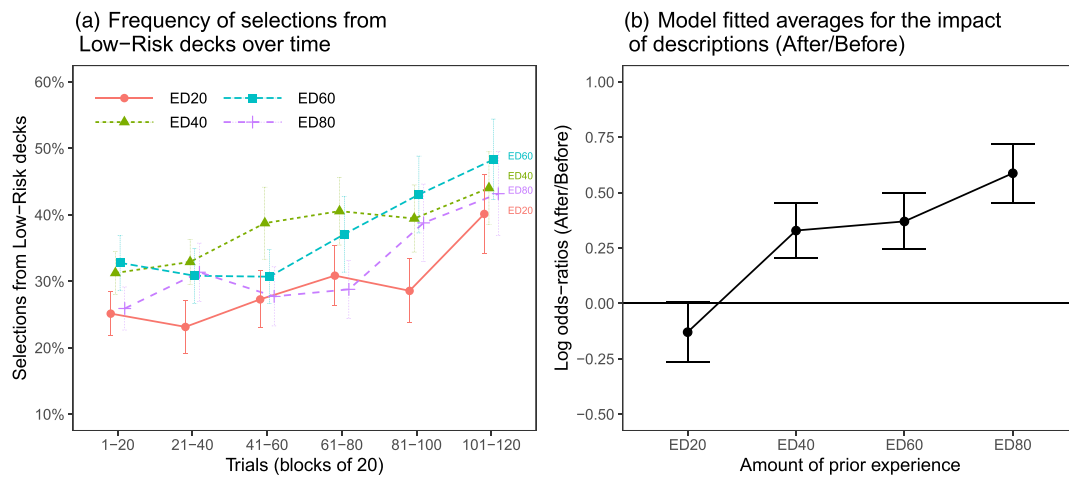 (a) Frequency of selections from
Low−Risk decks over time
Selections from Low−Risk decks
60%
50%
40%
30%
20%
10%
ED20
ED60
ED40
ED80
ED60
ED40
ED80
ED20
1−20
21−40
41−60
61−80
81−100
101−120
Trials (blocks of 20)
(b) Model fitted averages for the impact
of descriptions (After/Before)
Log odds−ratios (After/Before)
1.00
0.75
0.50
0.25
0.00
−0.25
−0.50
ED20
ED40
ED60
ED80
Amount of prior experience